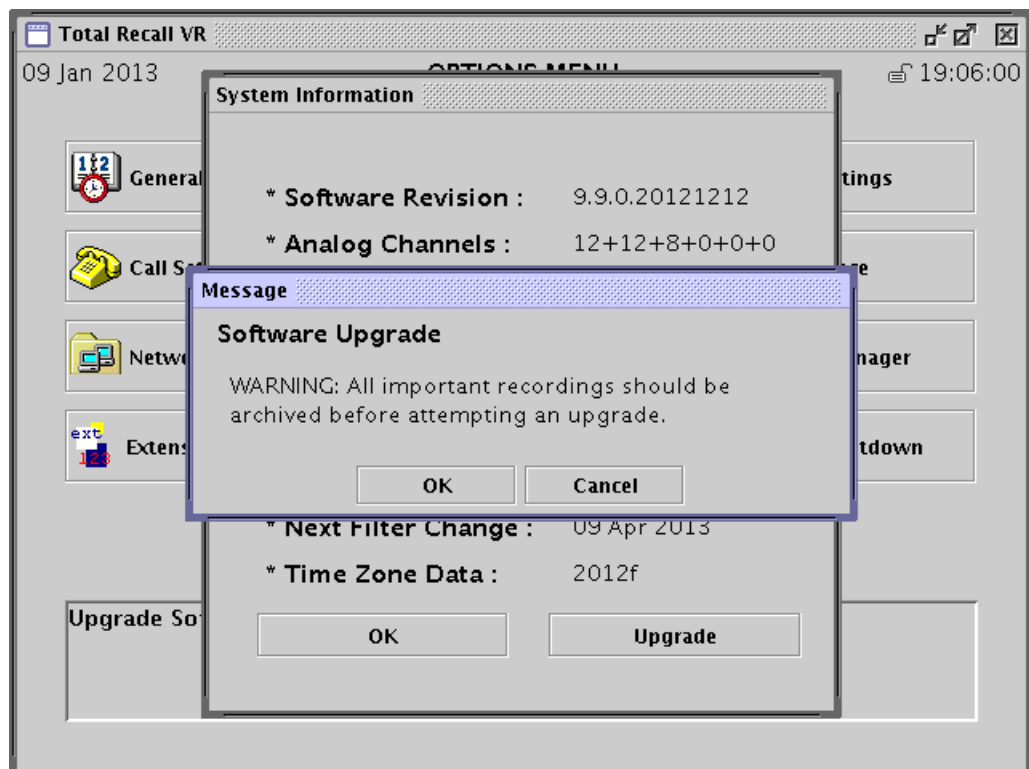 Total Recall VR
09 Jan 2013
OPTIONS MENU
19:06:00
System Information
General
tings
* Software Revision : 9.9.0.20121212
* Analog Channels : 12+12+8+0+0+0
Call
Message
Software Upgrade
WARNING: All important recordings should be
archived before attempting an upgrade.
nager
ext
123
tdown
OK Cancel
* Next Filter Change : 09 Apr 2013
* Time Zone Data : 2012f
Upgrade
OK Upgrade